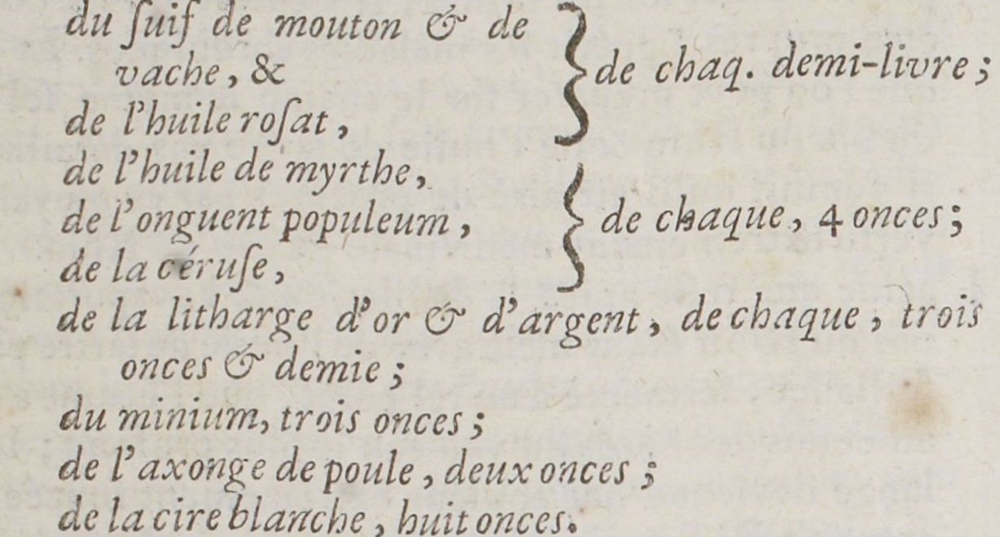 du ſuif de mouton & de
vache, & } de chaq. demi-livre;
de l'huile roſat,
de l'huile de myrthe,
de l'onguent populeum, } de chaque, 4 onces;
de la céruſe,
de la litharge d'or & d'argent, de chaque, trois
onces & demie;
du minium, trois onces;
de l'axonge de poule, deux onces;
de la cire blanche, huit onces.